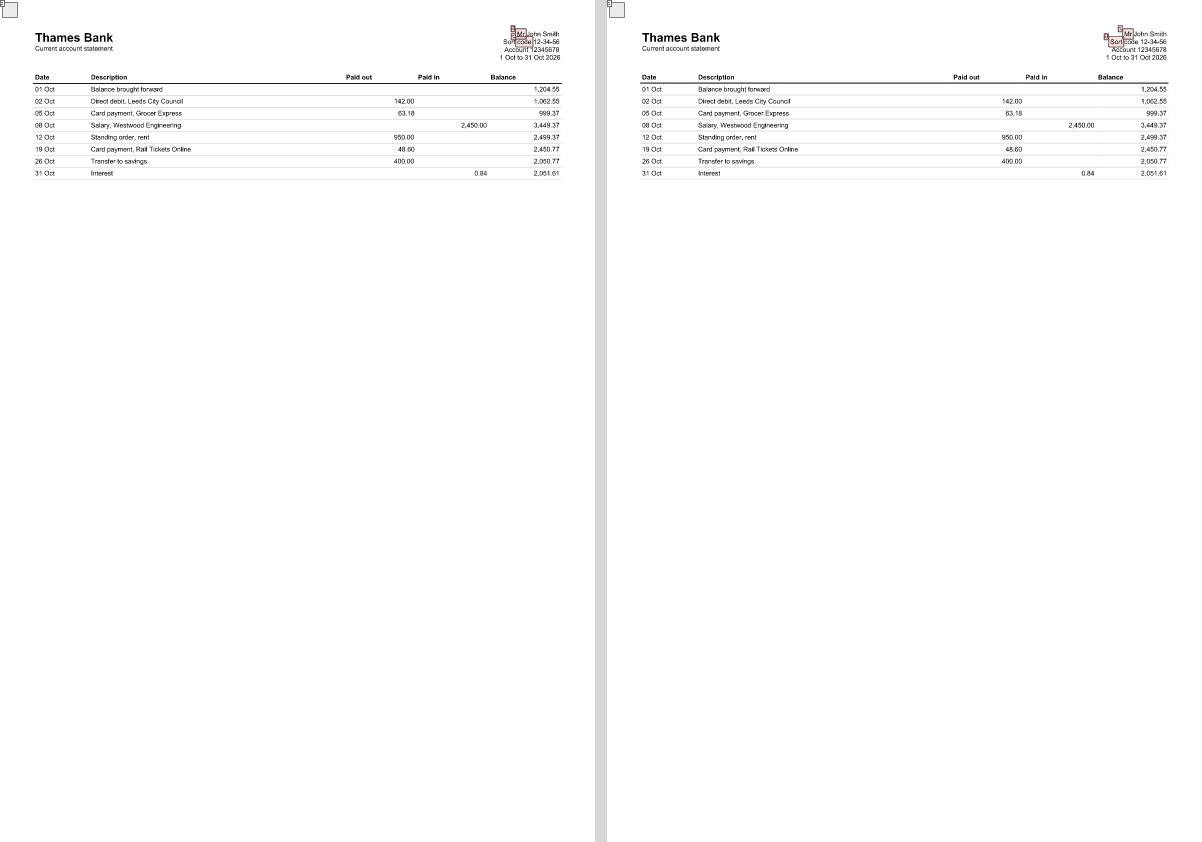 Thames Bank
Current account statement
Mr John Smith
Sort code 12-34-56
Account 12345678
1 Oct to 31 Oct 2026
Date Description Paid out Paid in Balance
01 Oct Balance brought forward 1,204.55
02 Oct Direct debit, Leeds City Council 142.00 1,062.55
05 Oct Card payment, Grocer Express 63.18 999.37
08 Oct Salary, Westwood Engineering 2,450.00 3,449.37
12 Oct Standing order, rent 950.00 2,499.37
19 Oct Card payment, Rail Tickets Online 48.60 2,450.77
26 Oct Transfer to savings 400.00 2,050.77
31 Oct Interest 0.84 2,051.61
Thames Bank
Current account statement
Mr John Smith
Sort code 12-34-56
Account 12345678
1 Oct to 31 Oct 2026
Date Description Paid out Paid in Balance
01 Oct Balance brought forward 1,204.55
02 Oct Direct debit, Leeds City Council 142.00 1,062.55
05 Oct Card payment, Grocer Express 63.18 999.37
08 Oct Salary, Westwood Engineering 2,450.00 3,449.37
12 Oct Standing order, rent 950.00 2,499.37
19 Oct Card payment, Rail Tickets Online 48.60 2,450.77
26 Oct Transfer to savings 400.00 2,050.77
31 Oct Interest 0.84 2,051.61